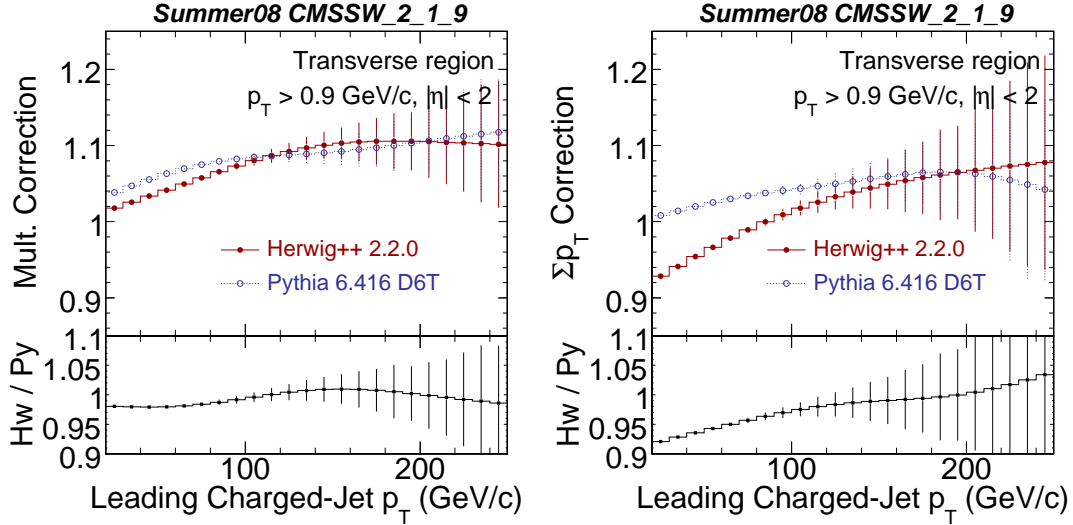 Summer08 CMSSW_2_1_9
Transverse region
p_T > 0.9 GeV/c, |η| < 2
Mult. Correction
1.2
1.1
1
0.9
Herwig++ 2.2.0
Pythia 6.416 D6T
Hw / Py
1.1
1.05
1
0.95
0.9
100
200
Leading Charged-Jet p_T (GeV/c)
Summer08 CMSSW_2_1_9
Transverse region
p_T > 0.9 GeV/c, |η| < 2
Σp_T Correction
1.2
1.1
1
0.9
Herwig++ 2.2.0
Pythia 6.416 D6T
Hw / Py
1.1
1.05
1
0.95
0.9
100
200
Leading Charged-Jet p_T (GeV/c)